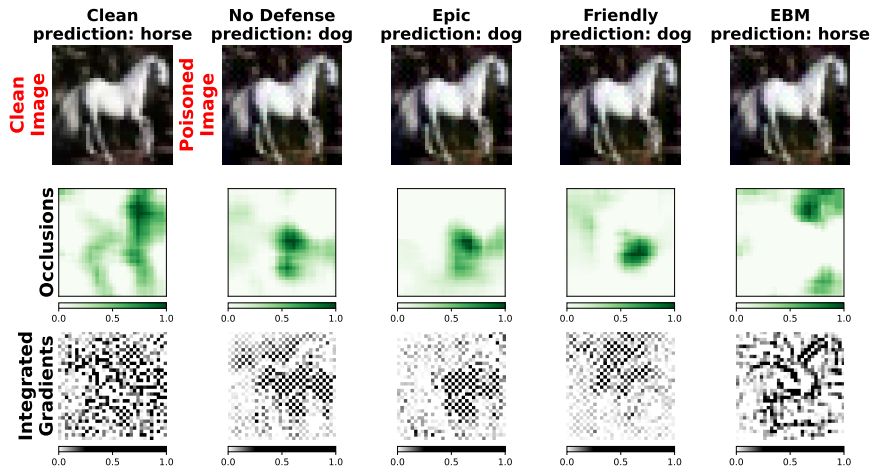 Clean
prediction: horse
No Defense
prediction: dog
Epic
prediction: dog
Friendly
prediction: dog
EBM
prediction: horse
Clean
Image
Poisoned
Image
Occlusions
0.0 0.5 1.0
0.0 0.5 1.0
0.0 0.5 1.0
0.0 0.5 1.0
0.0 0.5 1.0
Integrated
Gradients
0.0 0.5 1.0
0.0 0.5 1.0
0.0 0.5 1.0
0.0 0.5 1.0
0.0 0.5 1.0